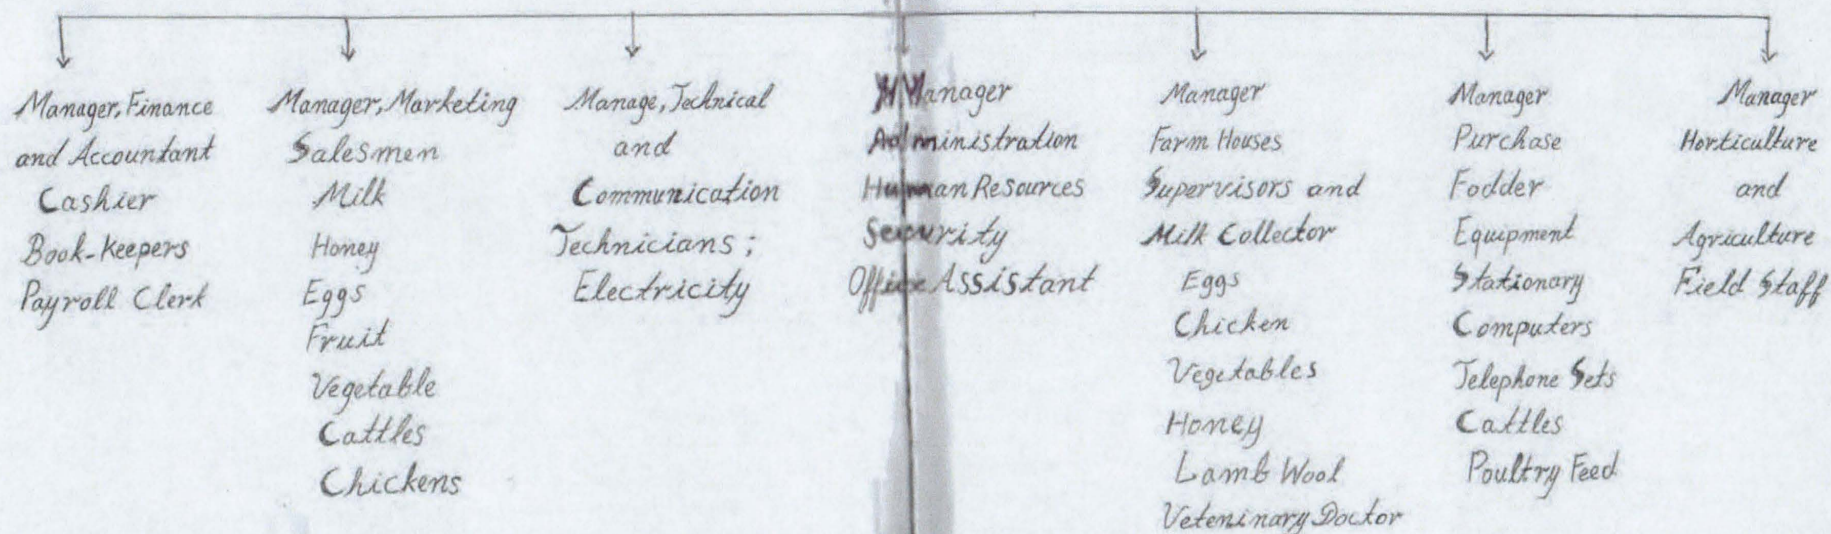 Manager, Finance
and Accountant
Cashier
Book-Keepers
Payroll Clerk
Manager, Marketing
Salesmen
Milk
Honey
Eggs
Fruit
Vegetable
Cattles
Chickens
Manage, Technical
and
Communication
Technicians;
Electricity
Manager
Administration
Human Resources
Security
Office Assistant
Manager
Farm Houses
Supervisors and
Milk Collector
Eggs
Chicken
Vegetables
Honey
Lamb Wool
Veteninary Doctor
Manager
Purchase
Fodder
Equipment
Stationary
Computers
Telephone Sets
Cattles
Poultry Feed
Manager
Horticulture
and
Agriculture
Field Staff